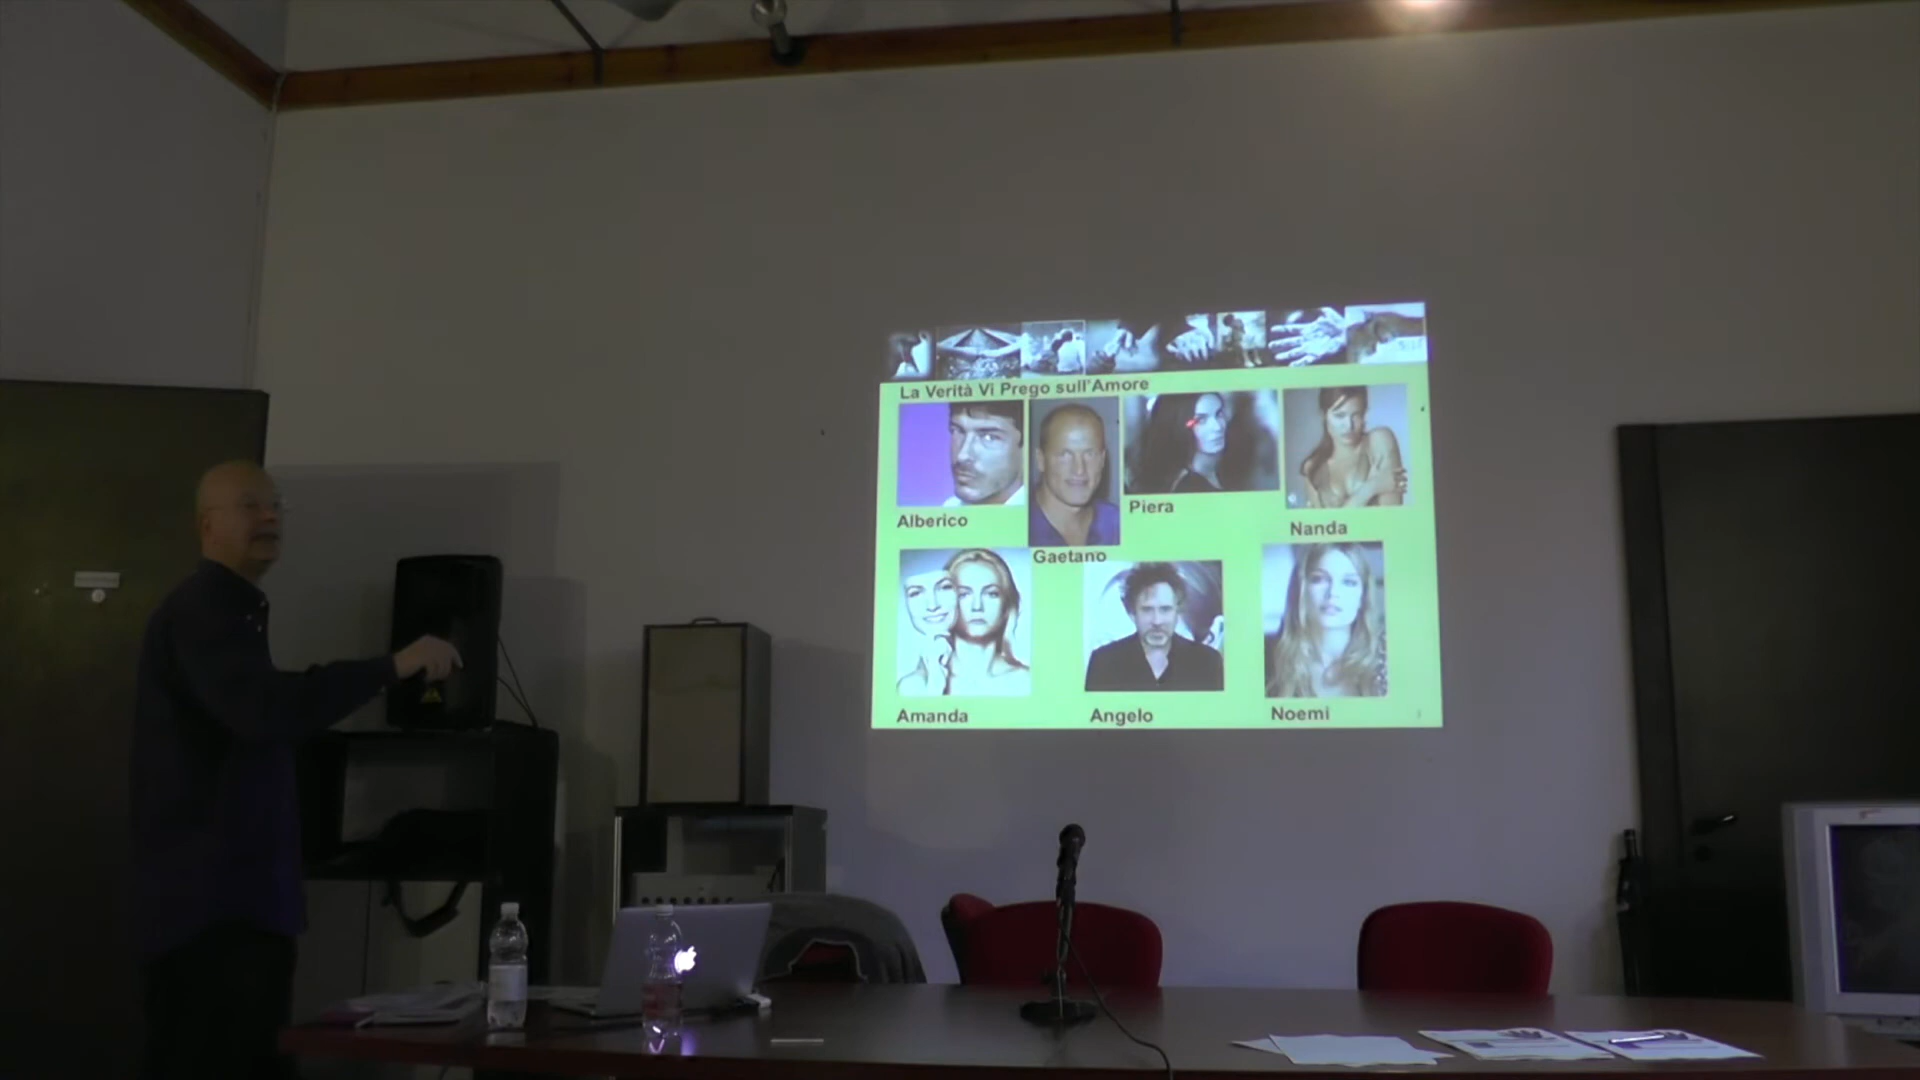 La Verità Vi Prego sull'Amore
Alberico
Gaetano
Piera
Nanda
Amanda
Angelo
Noemi